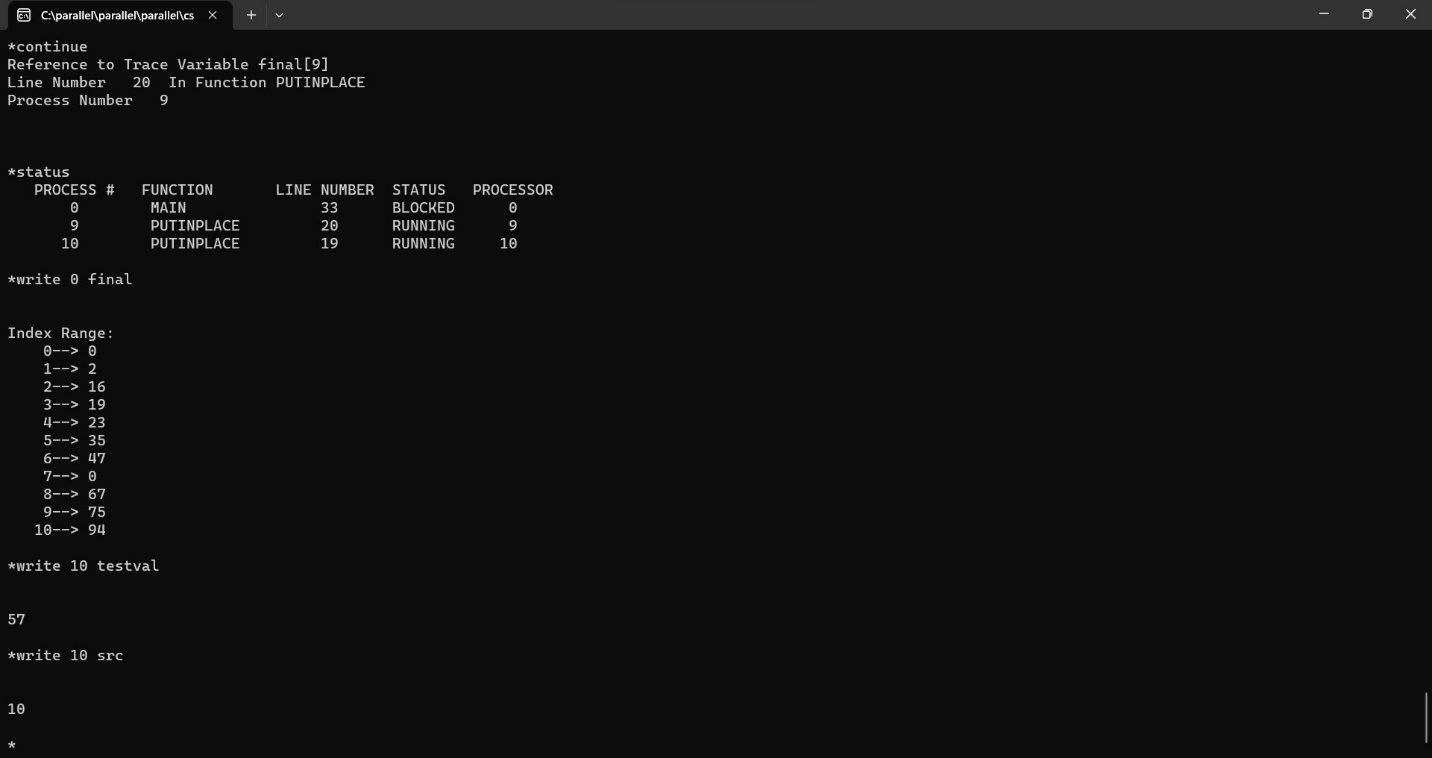 C:\parallel\parallel\parallel\cs
*continue
Reference to Trace Variable final[9]
Line Number   20  In Function PUTINPLACE
Process Number   9
*status
   PROCESS #   FUNCTION       LINE NUMBER  STATUS   PROCESSOR
       0        MAIN               33      BLOCKED      0
       9        PUTINPLACE         20      RUNNING      9
      10        PUTINPLACE         19      RUNNING     10
*write 0 final
Index Range:
    0--> 0
    1--> 2
    2--> 16
    3--> 19
    4--> 23
    5--> 35
    6--> 47
    7--> 0
    8--> 67
    9--> 75
   10--> 94
*write 10 testval
57
*write 10 src
10
*